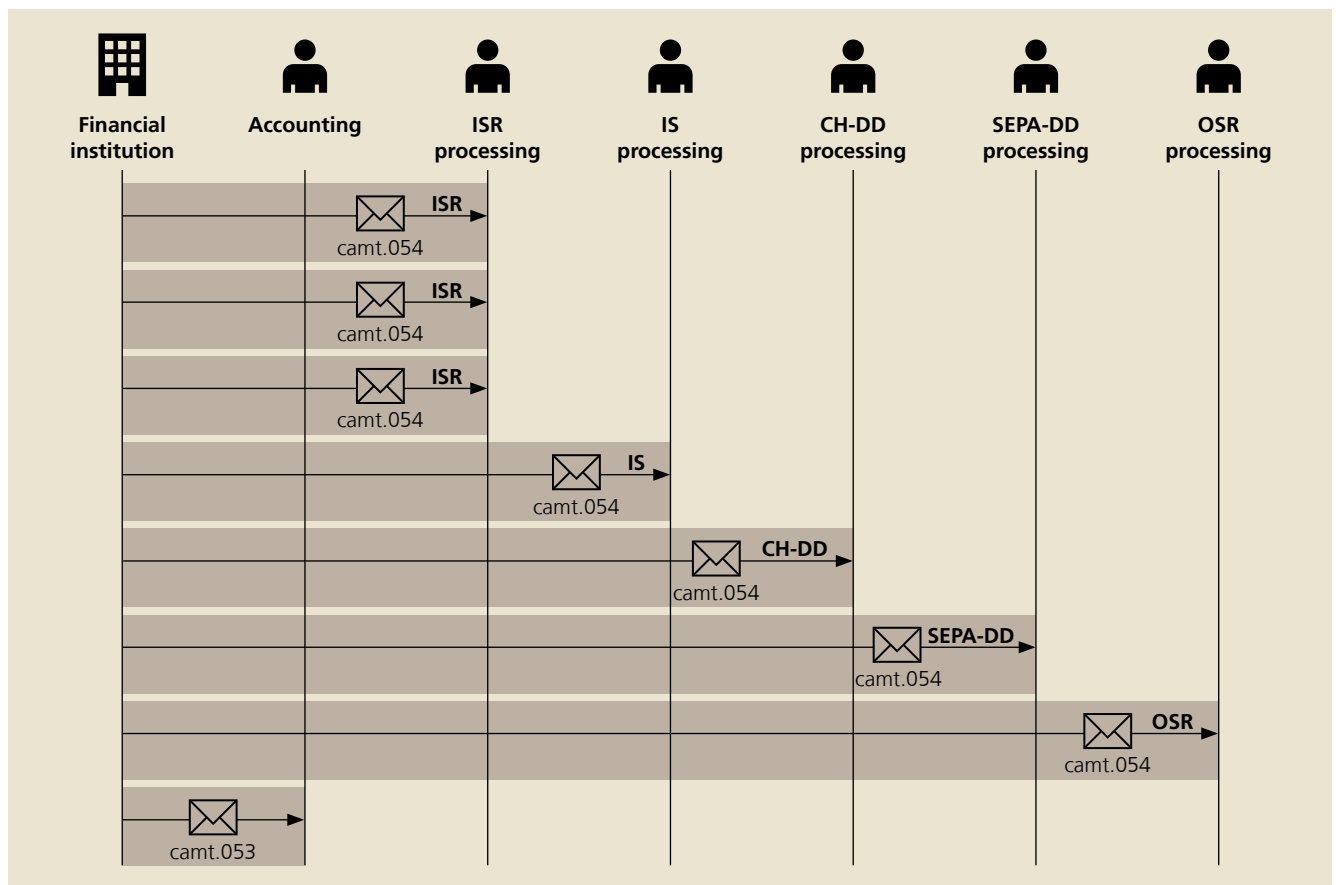 Financial
institution
Accounting
ISR
processing
IS
processing
CH-DD
processing
SEPA-DD
processing
OSR
processing
ISR
camt.054
ISR
camt.054
ISR
camt.054
IS
camt.054
CH-DD
camt.054
SEPA-DD
camt.054
OSR
camt.054
camt.053